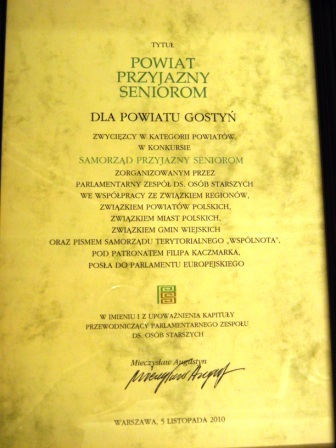 TYTUŁ
POWIAT
PRZYJAZNY
SENIOROM
DLA POWIATU GOSTYŃ
ZWYCIĘZCY W KATEGORII POWIATÓW
W KONKURSIE
SAMORZĄD PRZYJAZNY SENIOROM
ZORGANIZOWANYM PRZEZ
PARLAMENTARNY ZESPÓŁ DS. OSÓB STARSZYCH
WE WSPÓŁPRACY ZE ZWIĄZKIEM REGIONÓW,
ZWIĄZKIEM POWIATÓW POLSKICH,
ZWIĄZKIEM MIAST POLSKICH,
ZWIĄZKIEM GMIN WIEJSKICH
ORAZ PISMEM SAMORZĄDU TERYTORIALNEGO „WSPÓLNOTA",
POD PATRONATEM FILIPA KACZMARKA,
POSŁA DO PARLAMENTU EUROPEJSKIEGO
W IMIENIU I Z UPOWAŻNIENIA KAPITUŁY
PRZEWODNICZĄCY PARLAMENTARNEGO ZESPOŁU
DS. OSÓB STARSZYCH
Mieczysław Augustyn
WARSZAWA, 5 LISTOPADA 2010